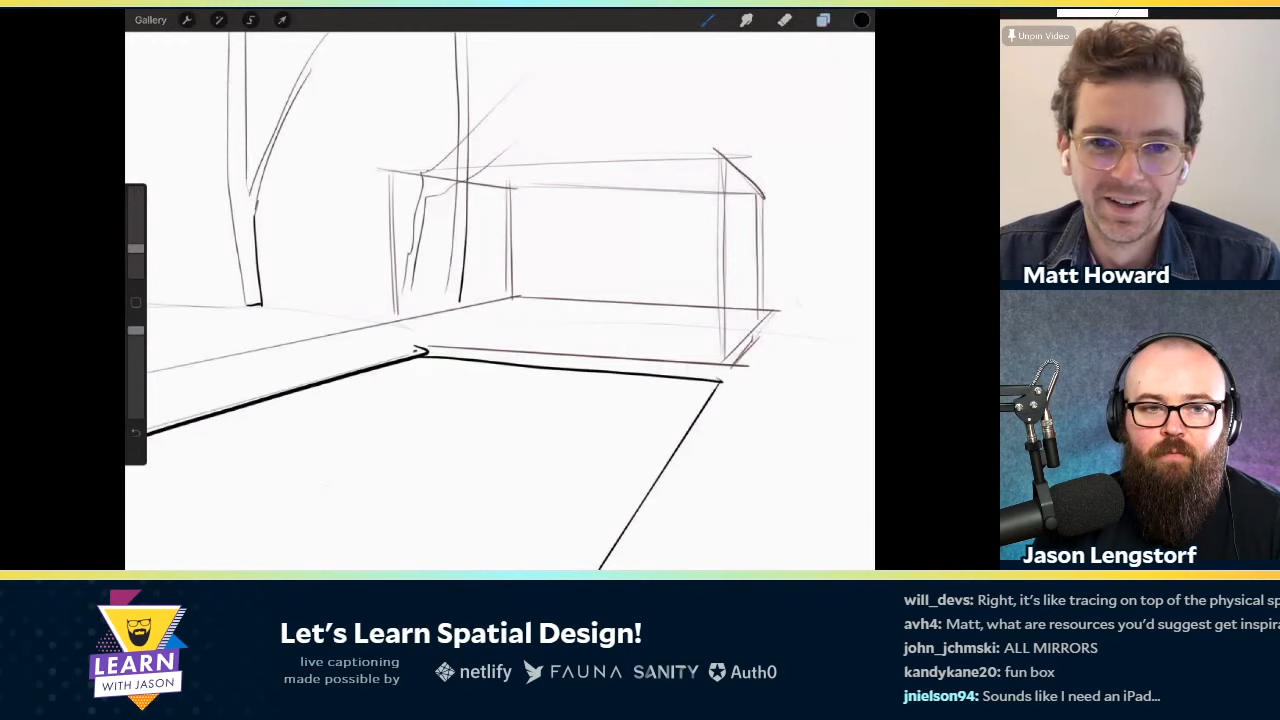 Gallery
Unpin Video
Matt Howard
Jason Lengstorf
LEARN
WITH JASON
Let's Learn Spatial Design!
live captioning
made possible by
netlify
FAUNA
SANITY
Auth0
will_devs: Right, it's like tracing on top of the physical sp
avh4: Matt, what are resources you'd suggest get inspira
john_jchmski: ALL MIRRORS
kandykane20: fun box
jnielson94: Sounds like I need an iPad...